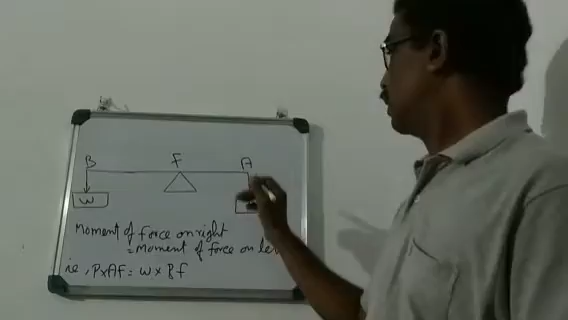 B F A
W
Moment of Force on right
= Moment of force on
ie, P×AF = W × Bf